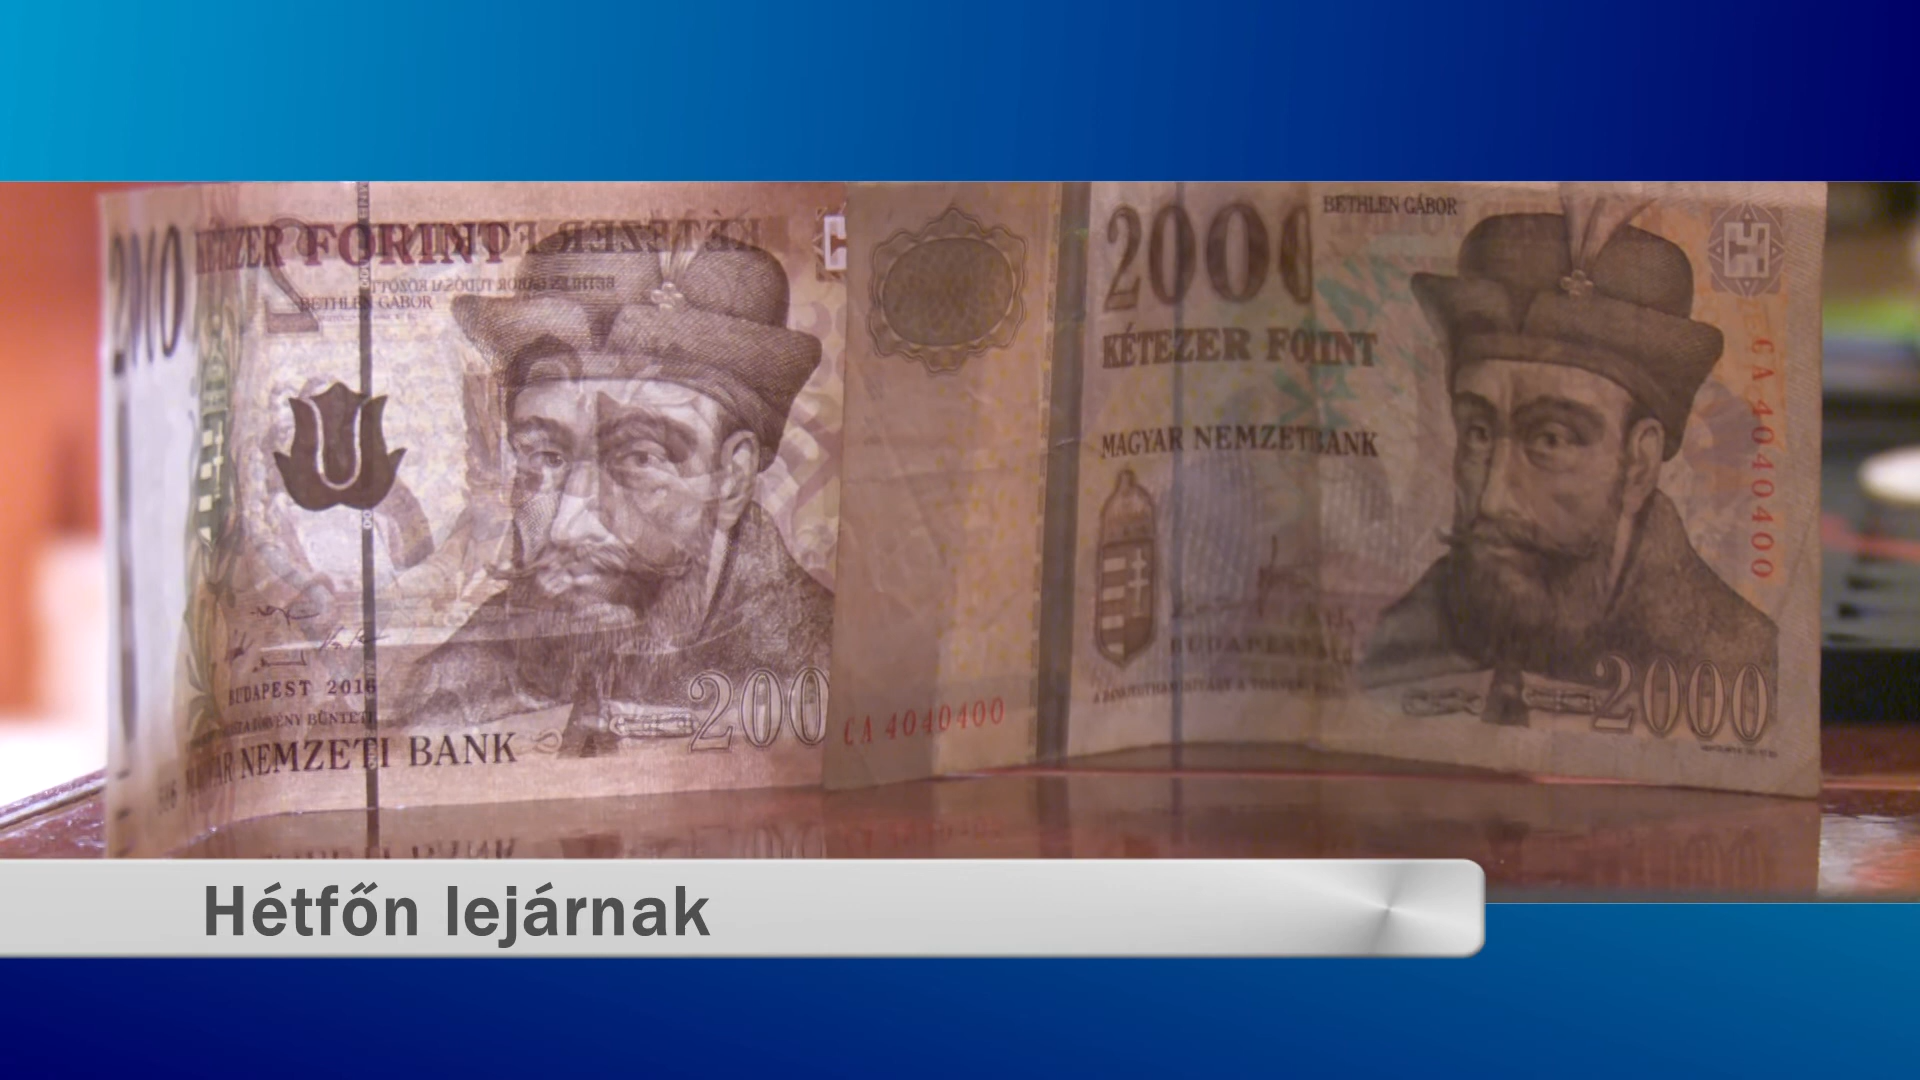 KÉTEZER FORINT
BETHLEN GÁBOR
BUDAPEST 2016
MAGYAR NEMZETI BANK
200
CA 4040400
2000
BETHLEN GÁBOR
KÉTEZER FORINT
MAGYAR NEMZETI BANK
BUDAPEST
CA 4040400
2000
Hétfőn lejárnak